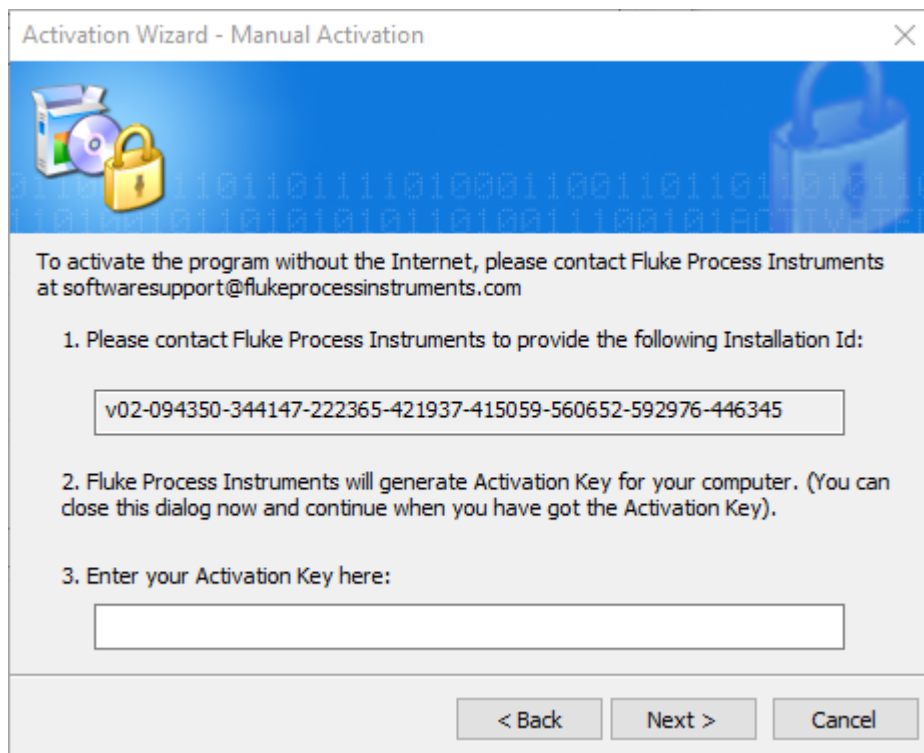 Activation Wizard - Manual Activation
To activate the program without the Internet, please contact Fluke Process Instruments
at softwaresupport@flukeprocessinstruments.com
1. Please contact Fluke Process Instruments to provide the following Installation Id:
v02-094350-344147-222365-421937-415059-560652-592976-446345
2. Fluke Process Instruments will generate Activation Key for your computer. (You can
close this dialog now and continue when you have got the Activation Key).
3. Enter your Activation Key here:
< Back
Next >
Cancel